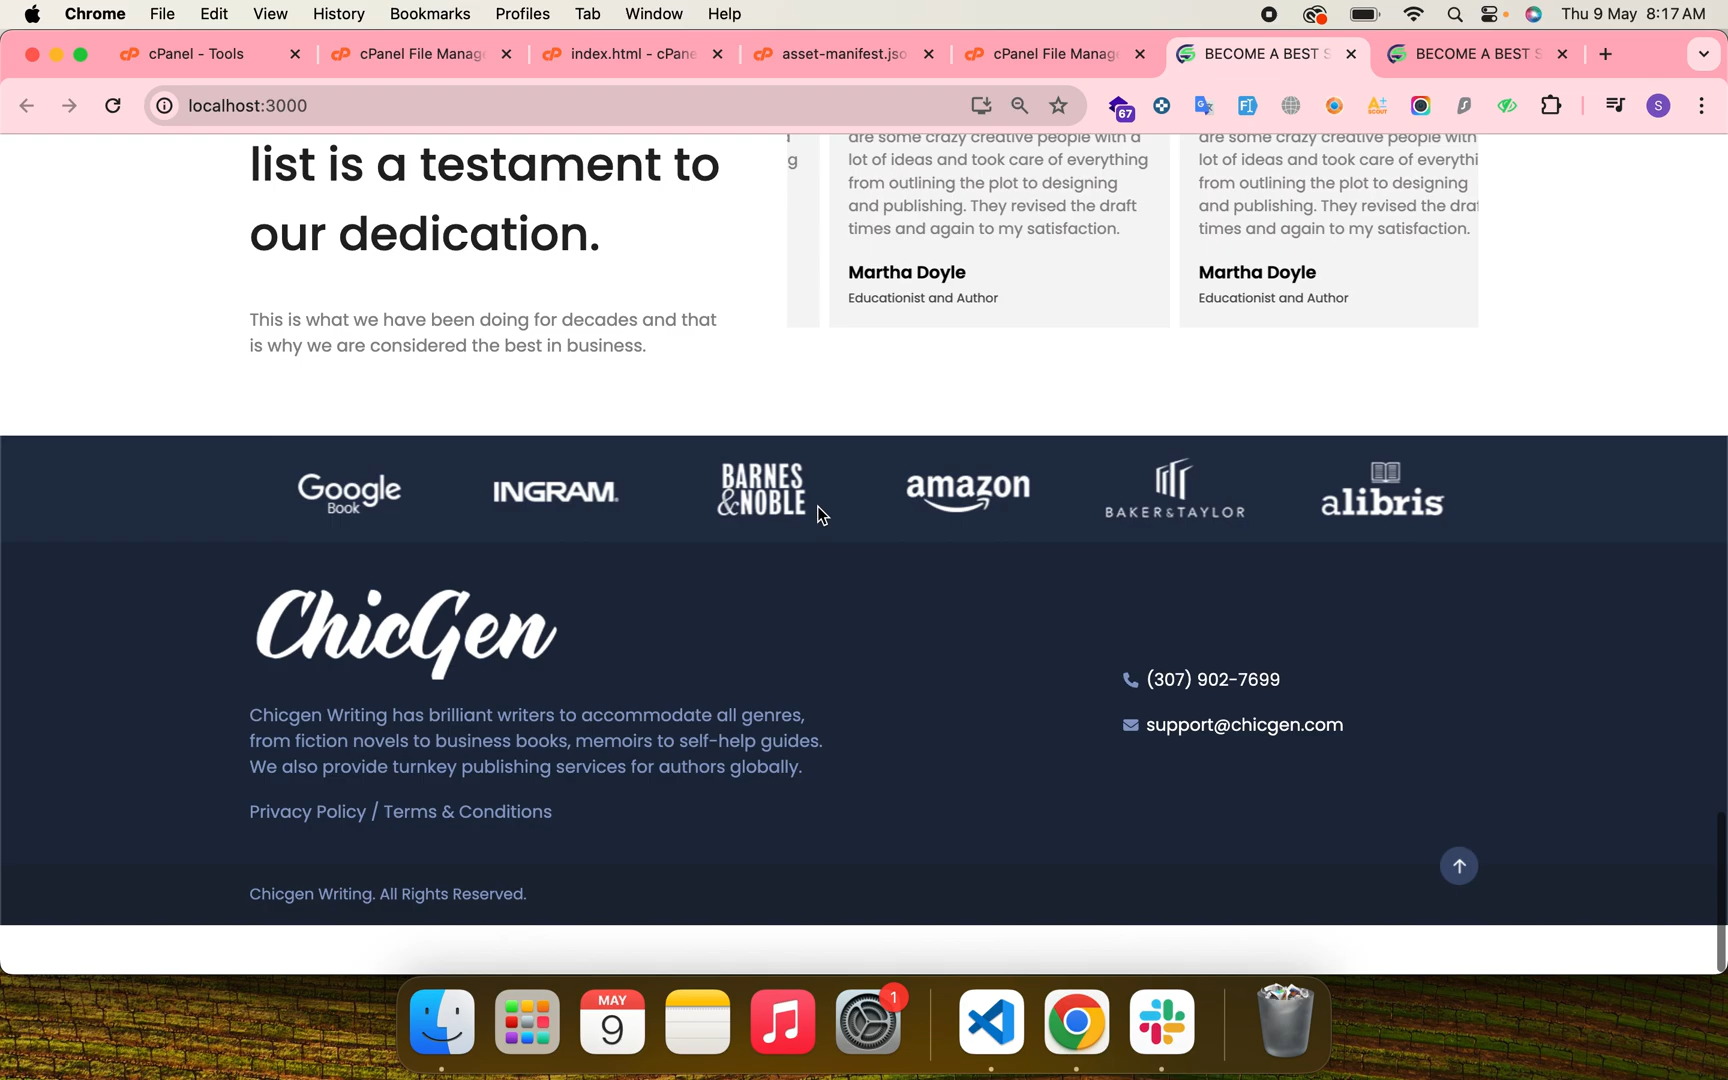 Chrome File Edit View History Bookmarks Profiles Tab Window Help Thu 9 May 8:17 AM
cPanel - Tools cPanel File Manag index.html - cPane asset-manifest.jso cPanel File Manag BECOME A BEST S BECOME A BEST S
localhost:3000 67 S
list is a testament to
our dedication.
This is what we have been doing for decades and that
is why we are considered the best in business.
g
are some crazy creative people with a
lot of ideas and took care of everything
from outlining the plot to designing
and publishing. They revised the draft
times and again to my satisfaction.
Martha Doyle
Educationist and Author
are some crazy creative people with
lot of ideas and took care of everythi
from outlining the plot to designing
and publishing. They revised the draf
times and again to my satisfaction.
Martha Doyle
Educationist and Author
Google
Book
INGRAM
BARNES
&NOBLE
amazon
BAKER & TAYLOR
alibris
ChicGen
Chicgen Writing has brilliant writers to accommodate all genres,
from fiction novels to business books, memoirs to self-help guides.
We also provide turnkey publishing services for authors globally.
Privacy Policy / Terms & Conditions
(307) 902-7699
support@chicgen.com
Chicgen Writing. All Rights Reserved.
MAY
9
1